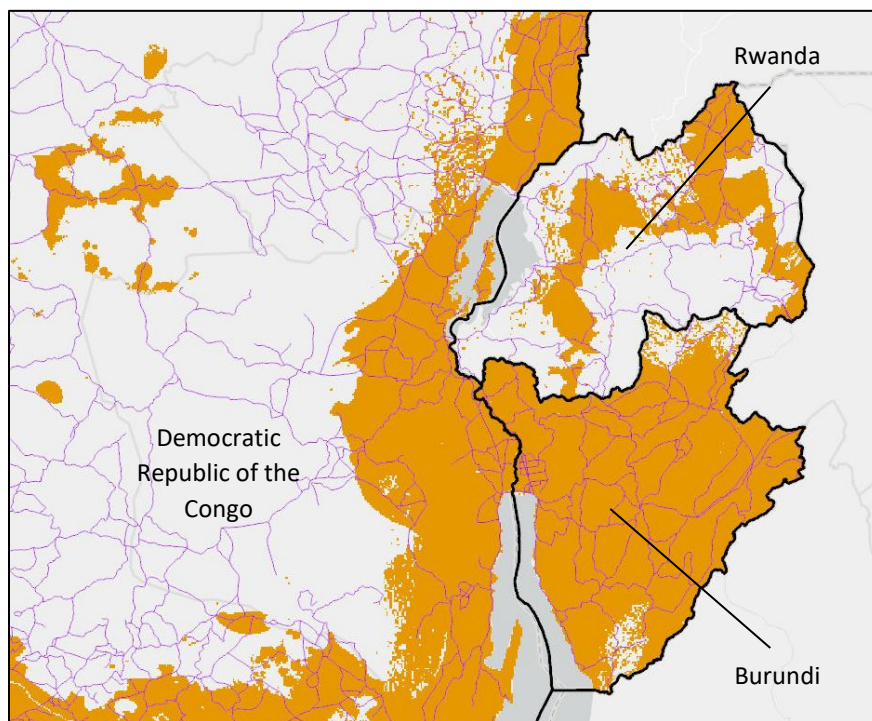 Rwanda
Democratic
Republic of the
Congo
Burundi